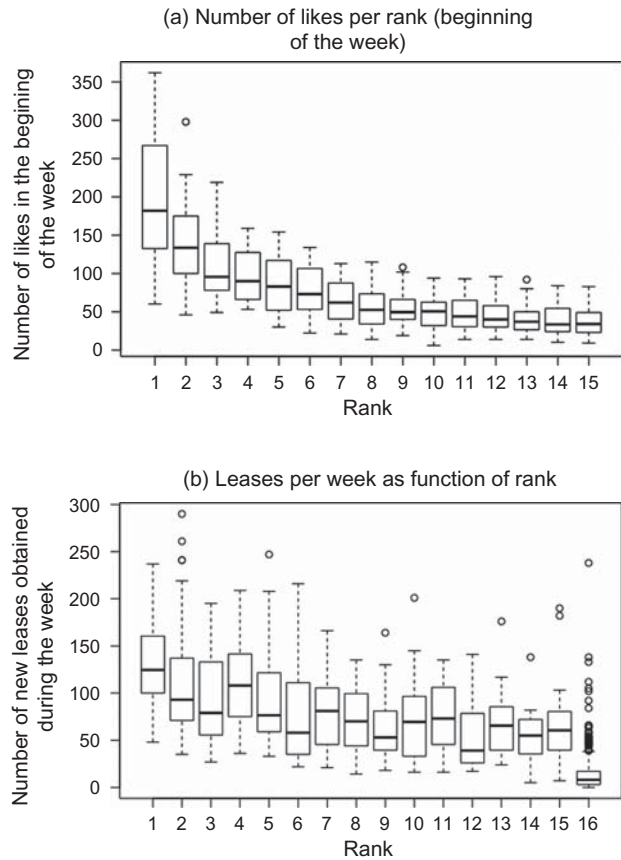 (a) Number of likes per rank (beginning
of the week)
Number of likes in the begining
of the week
350
300
250
200
150
100
50
0
1 2 3 4 5 6 7 8 9 10 11 12 13 14 15
Rank
(b) Leases per week as function of rank
Number of new leases obtained
during the week
300
250
200
150
100
50
0
1 2 3 4 5 6 7 8 9 10 11 12 13 14 15 16
Rank